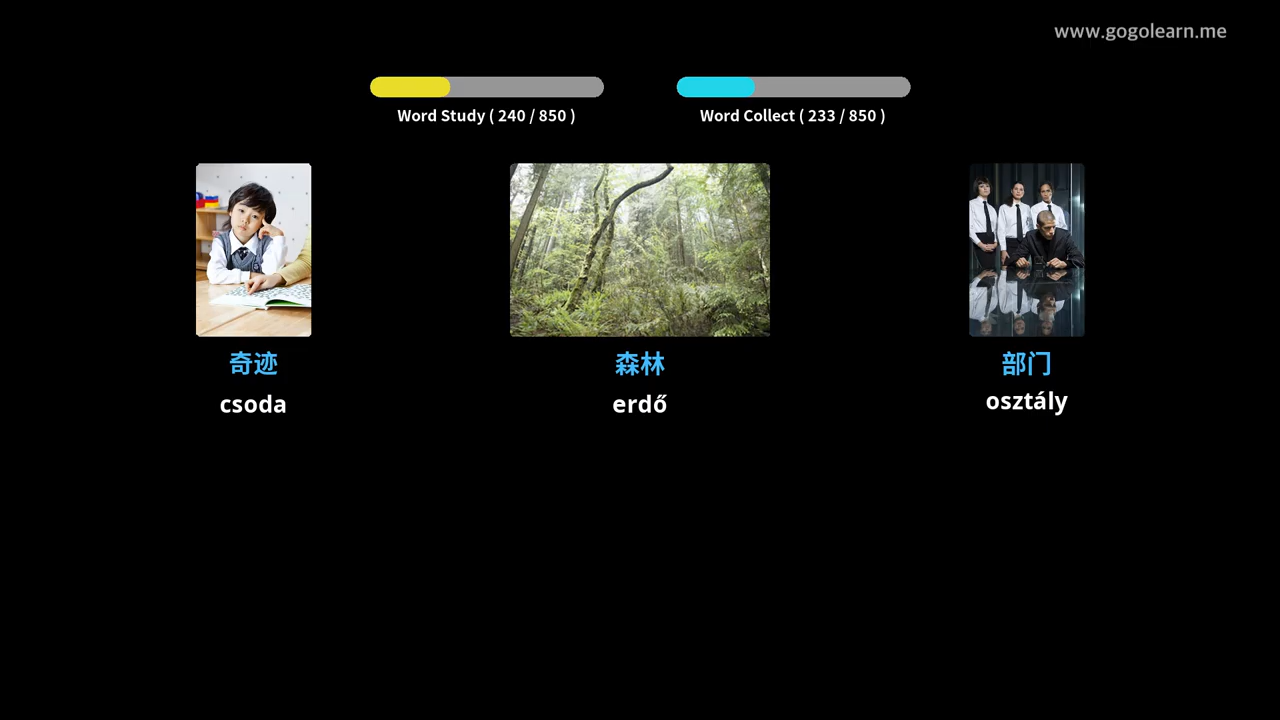 www.gogolearn.me
Word Study ( 240 / 850 )
Word Collect ( 233 / 850 )
奇迹
森林
部门
csoda
erdő
osztály